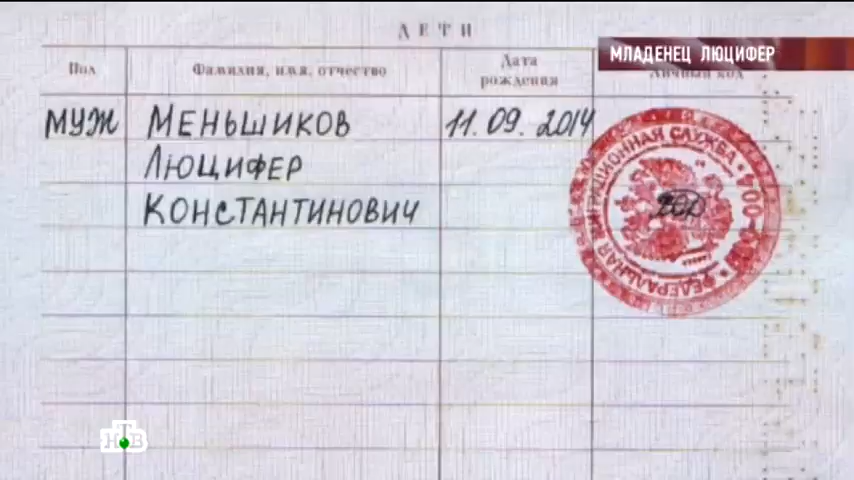 ДЕТИ
МЛАДЕНЕЦ ЛЮЦИФЕР
Пол
Фамилия, имя, отчество
Дата
рождения
Личный код
МУЖ
МЕНЬШИКОВ
ЛЮЦИФЕР
КОНСТАНТИНОВИЧ
11.09.2014
ФЕДЕРАЛЬНАЯ МИГРАЦИОННАЯ СЛУЖБА
НТВ